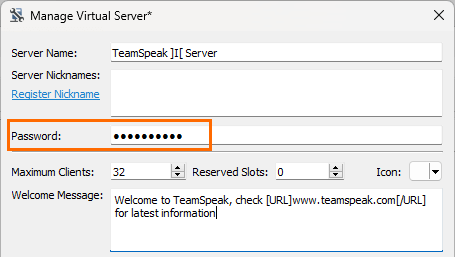 Manage Virtual Server*
Server Name: TeamSpeak ]I[ Server
Server Nicknames:
Register Nickname
Password: ●●●●●●●●●●
Maximum Clients: 32 Reserved Slots: 0 Icon:
Welcome Message: Welcome to TeamSpeak, check [URL]www.teamspeak.com[/URL]
for latest information